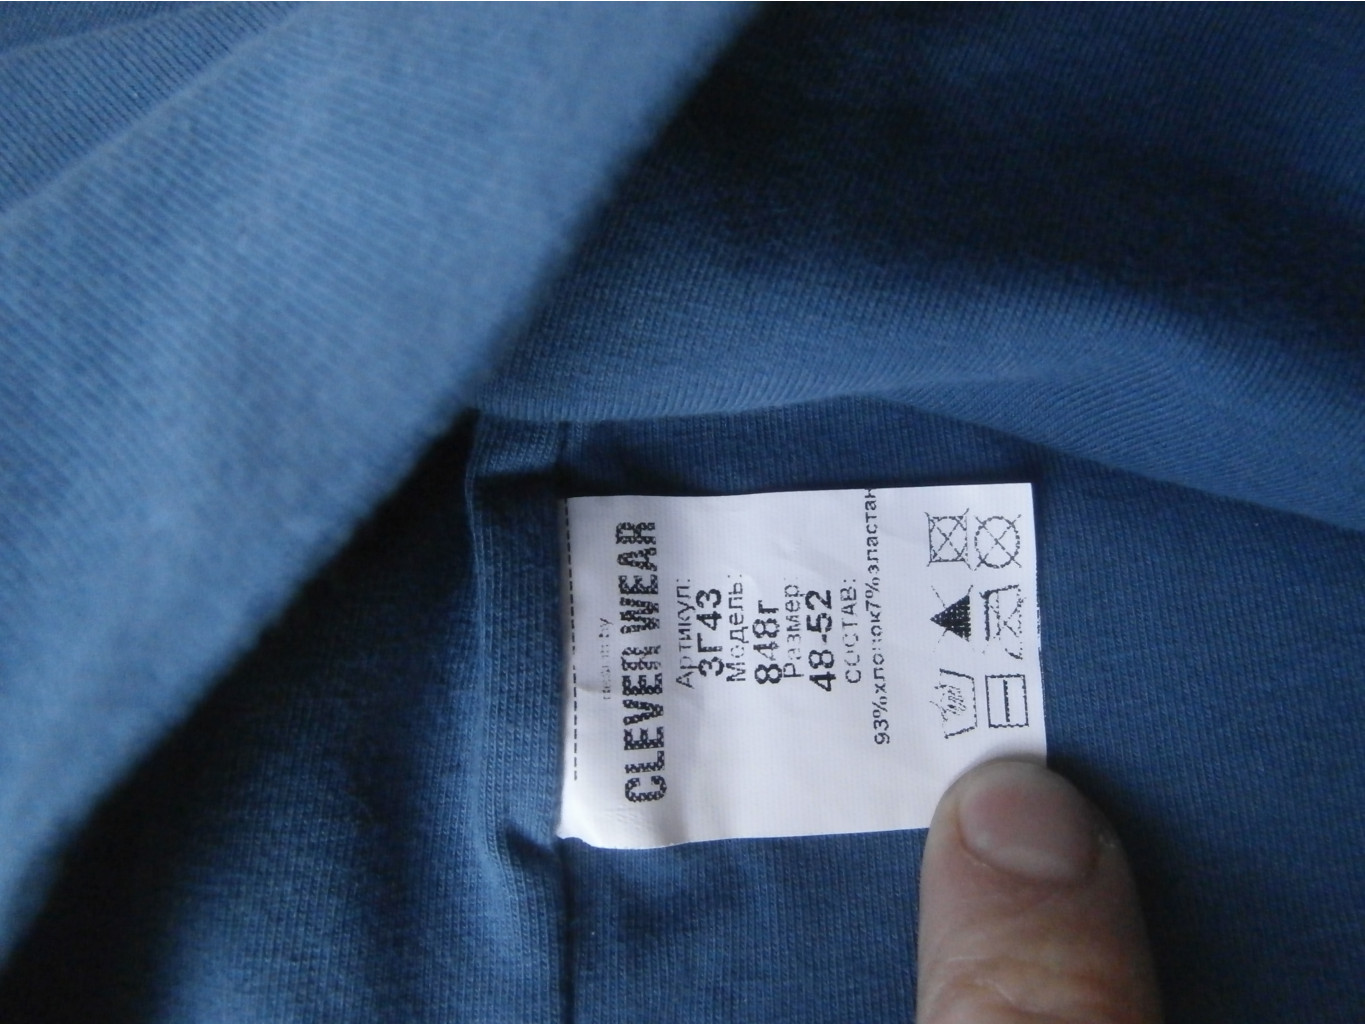 CLEVER WEAR
Артикул:
3Г43
Модель:
848г
Размер:
48-52
СОСТАВ:
93%хлопок7%эластан